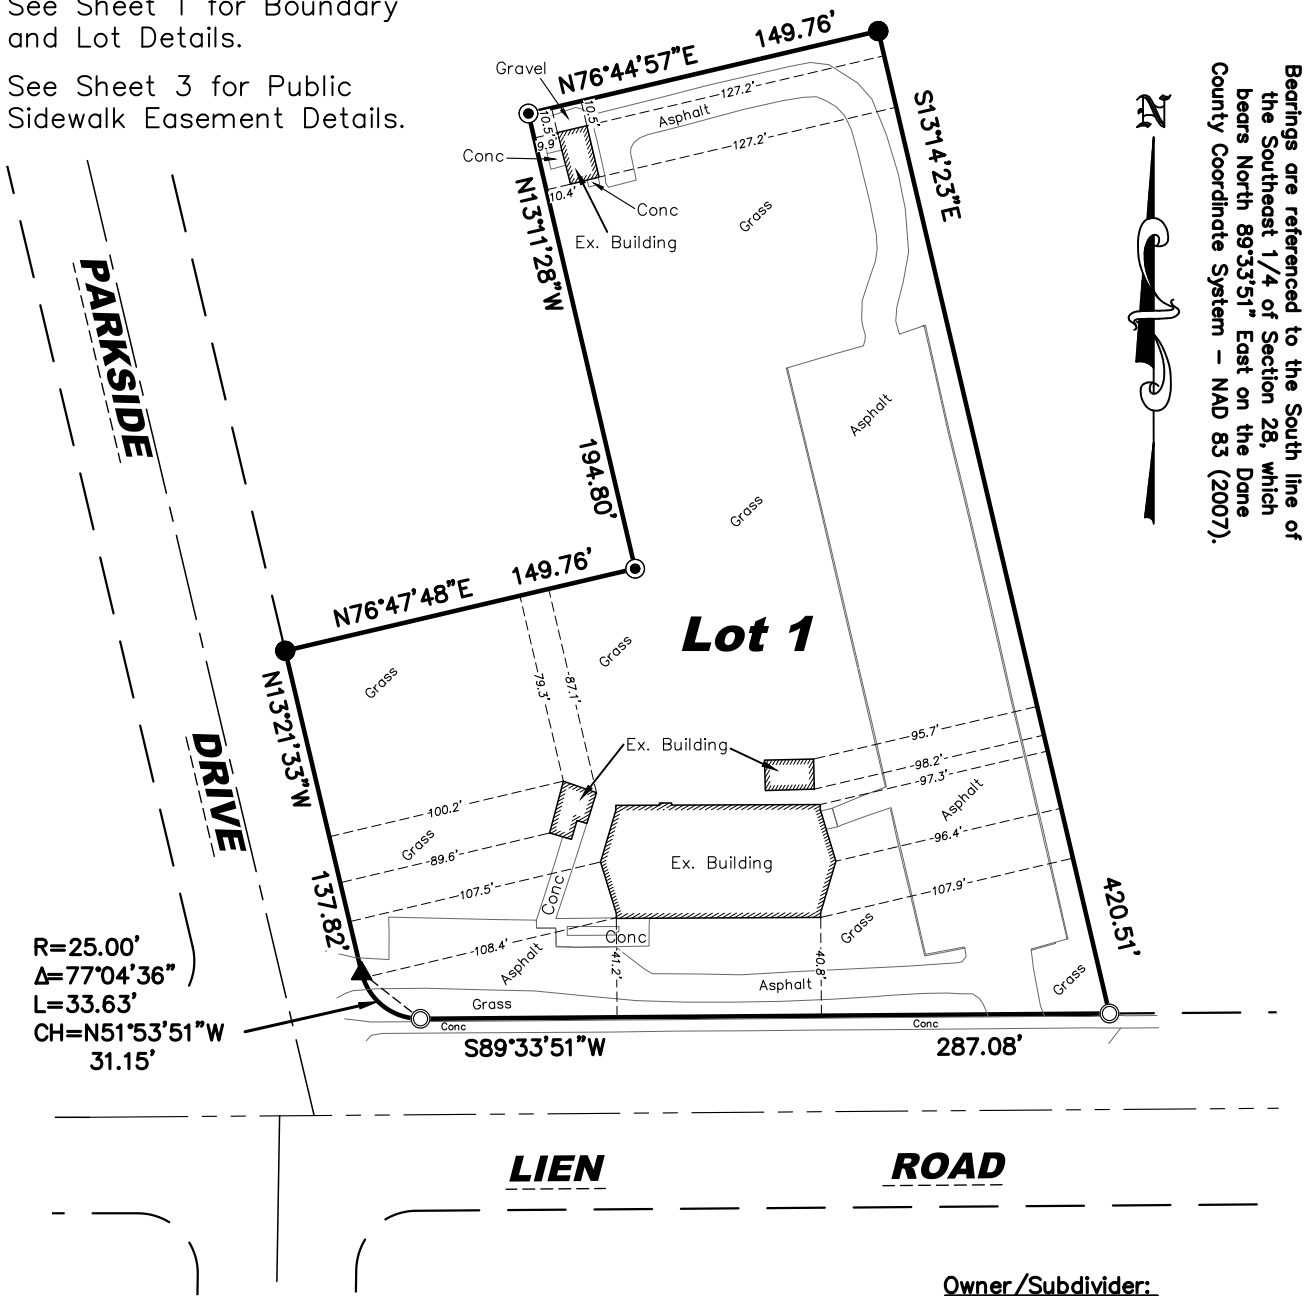 See Sheet 1 for Boundary
and Lot Details.
See Sheet 3 for Public
Sidewalk Easement Details.
Bearings are referenced to the South line of
the Southeast 1/4 of Section 28, which
bears North 89°33'51" East on the Dane
County Coordinate System – NAD 83 (2007).
N
N76°44'57"E
149.76'
Gravel
10.5'
10.5'
127.2'
Asphalt
S13°14'23"E
127.2'
9.9'
Conc
10.4'
Conc
Ex. Building
Grass
N13°11'28"W
PARKSIDE
Asphalt
194.80'
Grass
149.76'
N76°47'48"E
Lot 1
Grass
Grass
79.3'
87.1'
N13°21'33"W
DRIVE
Ex. Building
95.7'
98.2'
97.3'
100.2'
Asphalt
Grass
89.6'
96.4'
Ex. Building
107.5'
107.9'
Conc
137.82'
Grass
420.51'
Conc
108.4'
Asphalt
41.2'
40.8'
Asphalt
Grass
Grass
R=25.00'
Δ=77°04'36"
L=33.63'
CH=N51°53'51"W
31.15'
Conc
Conc
S89°33'51"W
287.08'
LIEN ROAD
Owner/Subdivider: